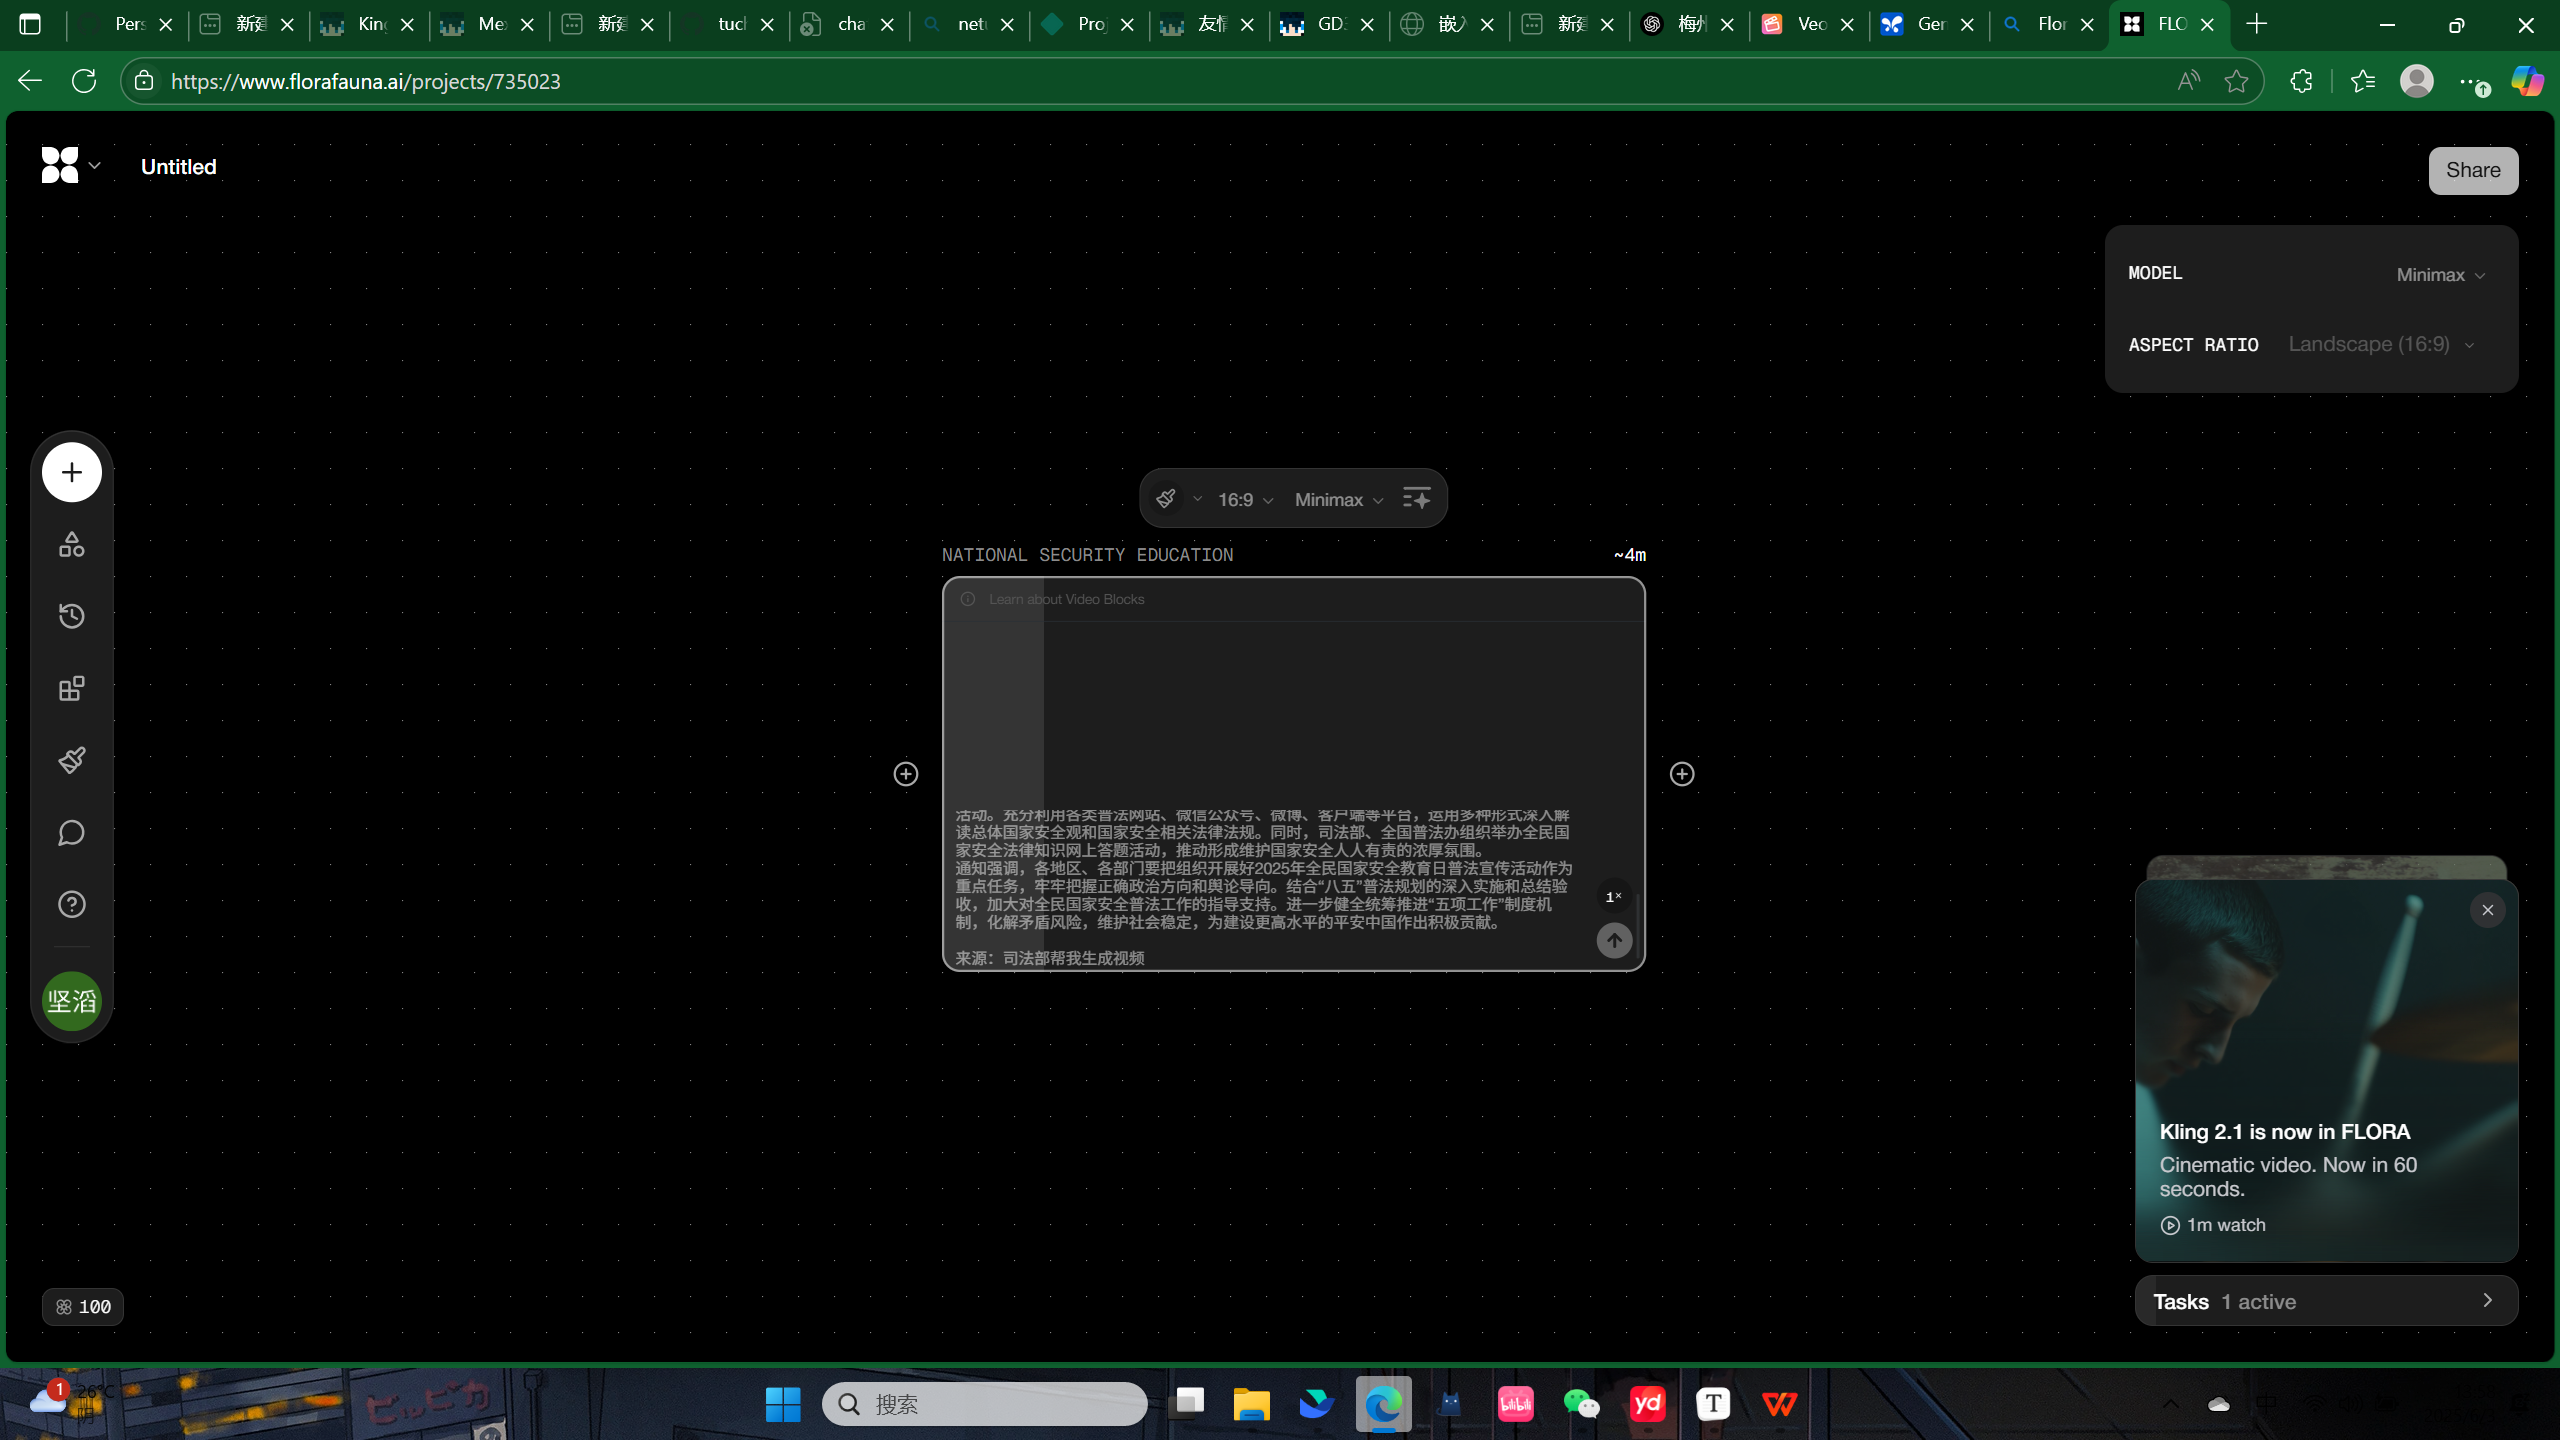 Pers
新建
King
Mex
新建
tuch
cha
netu
Proj
友情
GD3
嵌入
新建
梅州
Veo
Gen
Flor
FLO
https://www.florafauna.ai/projects/735023
Untitled
Share
MODEL
Minimax
ASPECT RATIO
Landscape (16:9)
16:9
Minimax
NATIONAL SECURITY EDUCATION
~4m
Learn about Video Blocks
活动。充分利用各类普法网站、微信公众号、微博、客户端等平台，运用多种形式深入解
读总体国家安全观和国家安全相关法律法规。同时，司法部、全国普法办组织举办全民国
家安全法律知识网上答题活动，推动形成维护国家安全人人有责的浓厚氛围。
通知强调，各地区、各部门要把组织开展好2025年全民国家安全教育日普法宣传活动作为
重点任务，牢牢把握正确政治方向和舆论导向。结合“八五”普法规划的深入实施和总结验
收，加大对全民国家安全普法工作的指导支持。进一步健全统筹推进“五项工作”制度机
制，化解矛盾风险，维护社会稳定，为建设更高水平的平安中国作出积极贡献。
来源：司法部帮我生成视频
1×
坚滔
100
Kling 2.1 is now in FLORA
Cinematic video. Now in 60
seconds.
1m watch
Tasks 1 active
1
26°C
阴
搜索
bilibili
yd
T